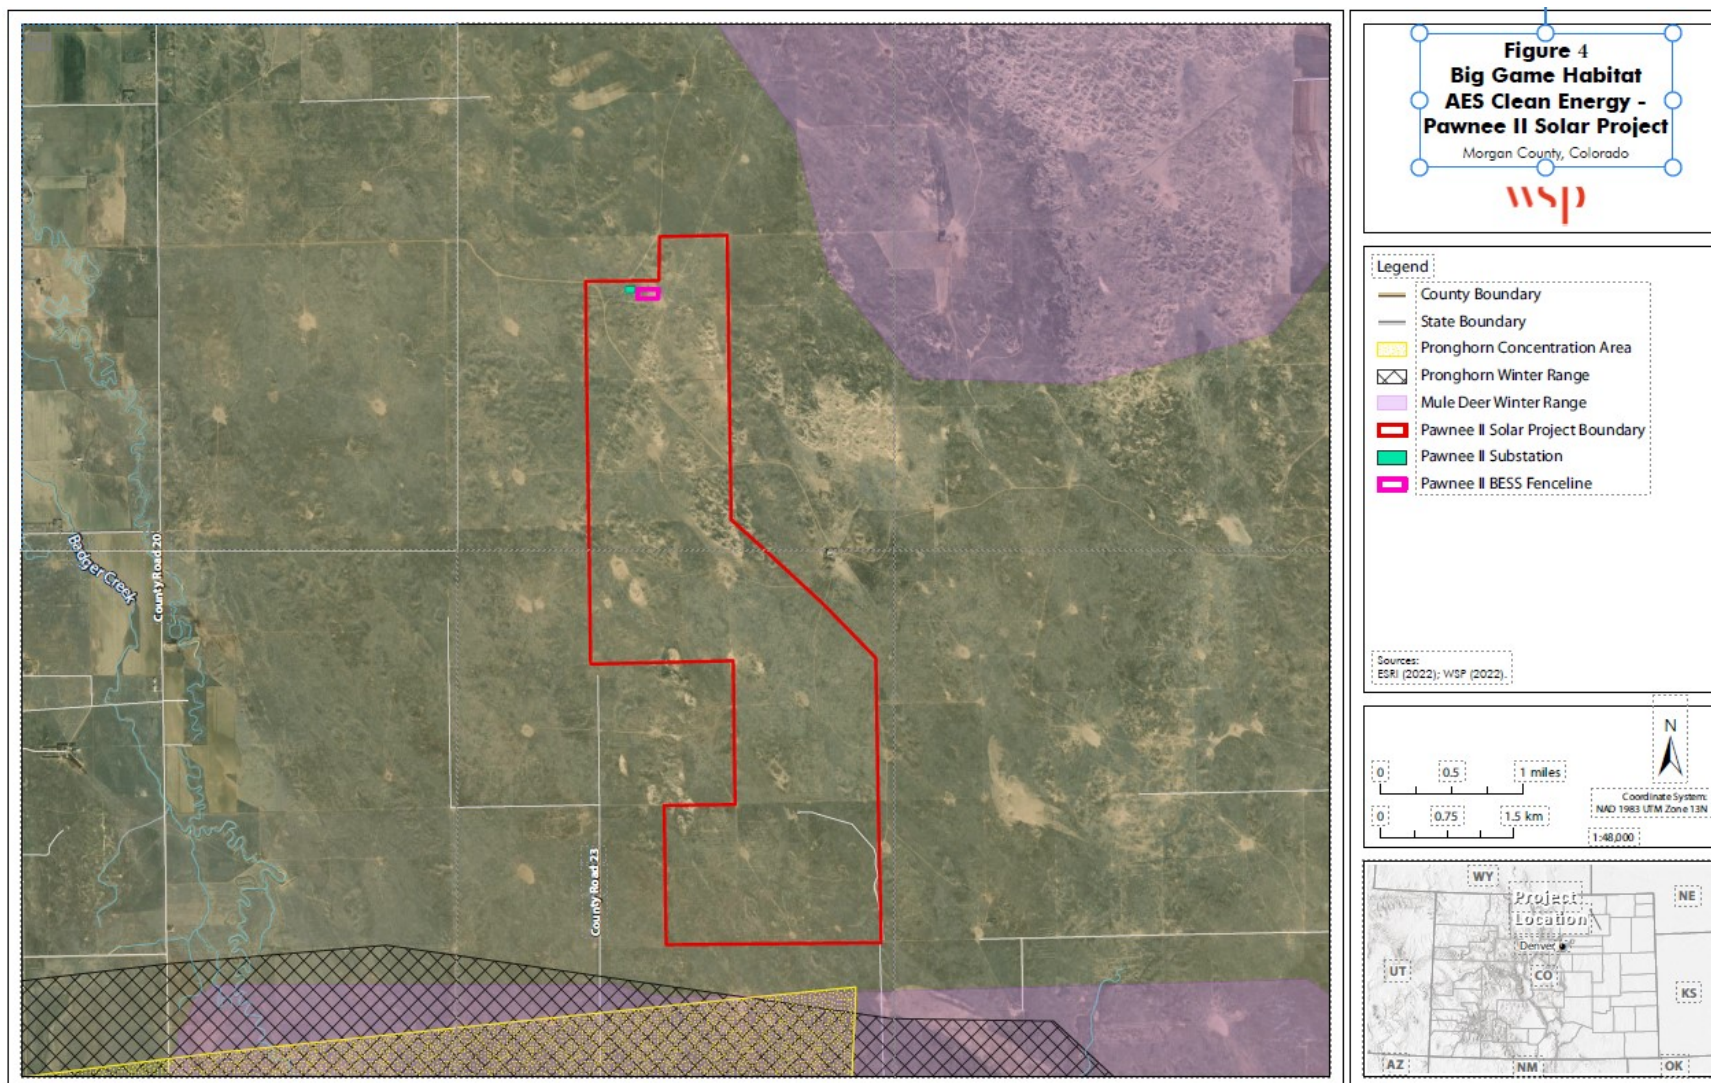 Figure 4
Big Game Habitat
AES Clean Energy -
Pawnee II Solar Project
Morgan County, Colorado
wsp
Legend
County Boundary
State Boundary
Pronghorn Concentration Area
Pronghorn Winter Range
Mule Deer Winter Range
Pawnee II Solar Project Boundary
Pawnee II Substation
Pawnee II BESS Fenceline
Sources:
ESRI (2022); WSP (2022).
N
0 0.5 1 miles
0 0.75 1.5 km
Coordinate System:
NAD 1983 UTM Zone 13N
1:48,000
WY
NE
Project
Location
Denver
UT
CO
KS
AZ
NM
OK
Badger Creek
County Road 20
County Road 23